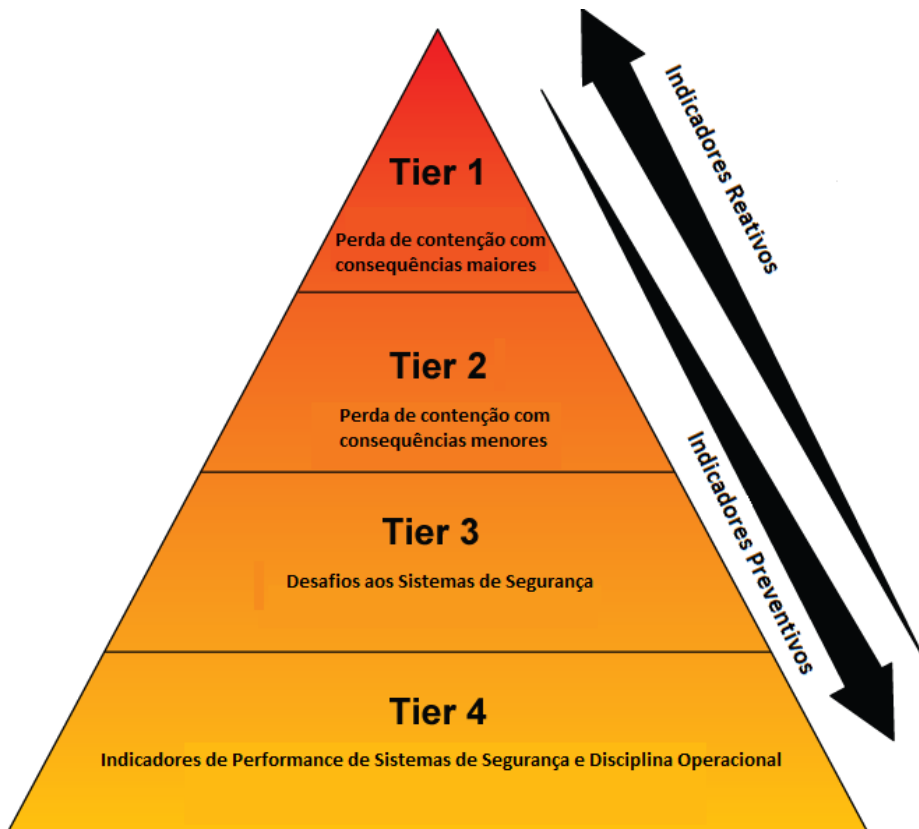 Tier 1
Perda de contenção com
consequências maiores
Tier 2
Perda de contenção com
consequências menores
Tier 3
Desafios aos Sistemas de Segurança
Tier 4
Indicadores de Performance de Sistemas de Segurança e Disciplina Operacional
Indicadores Reativos
Indicadores Preventivos